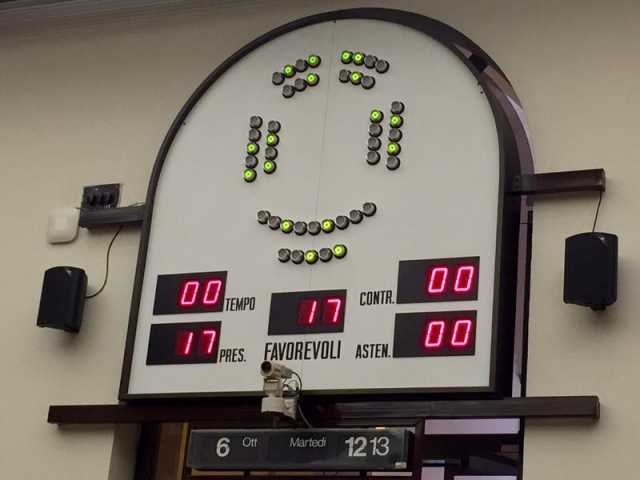 00 TEMPO
17 PRES.
17
FAVOREVOLI
CONTR. 00
ASTEN. 00
6 Ott Martedì 12 13